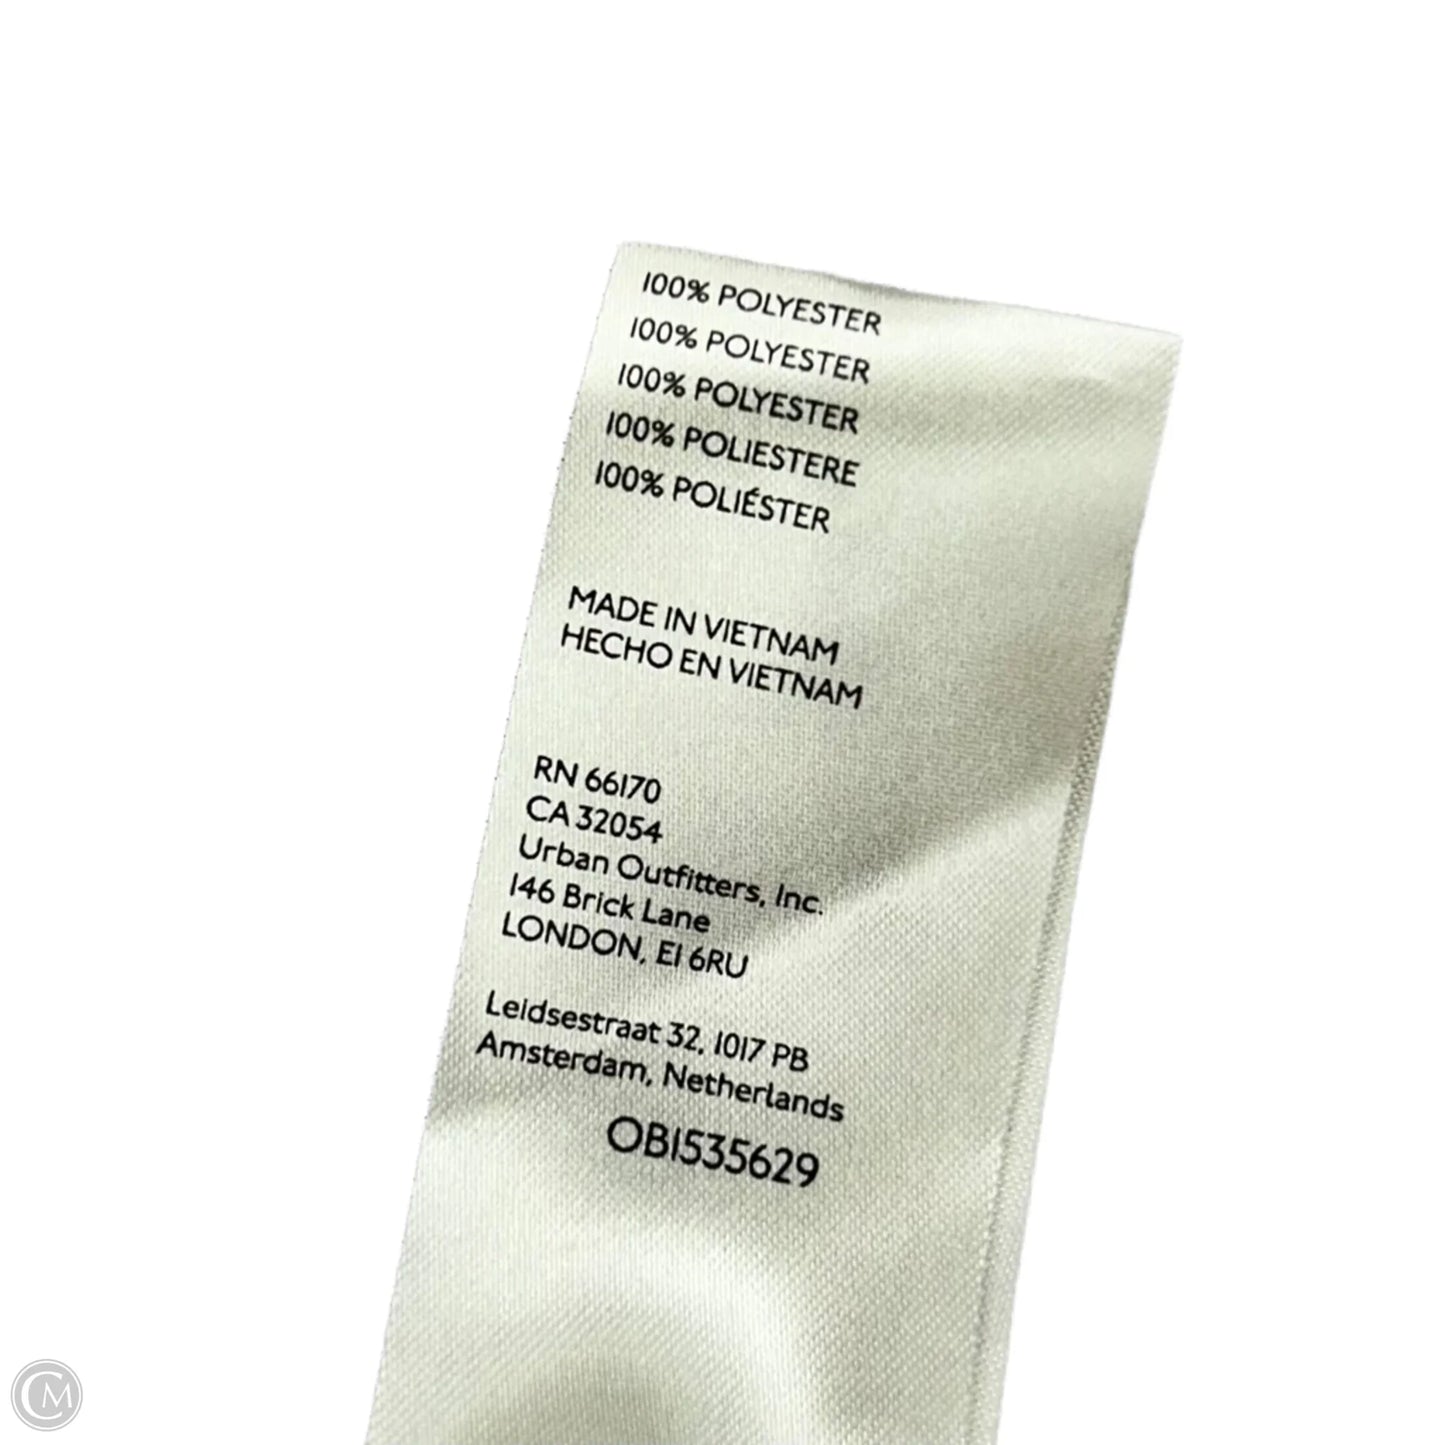 100% POLYESTER
100% POLYESTER
100% POLYESTER
100% POLIESTERE
100% POLIÉSTER
MADE IN VIETNAM
HECHO EN VIETNAM
RN 66170
CA 32054
Urban Outfitters, Inc.
146 Brick Lane
LONDON, E1 6RU
Leidsestraat 32, 1017 PB
Amsterdam, Netherlands
OB1535629
CM